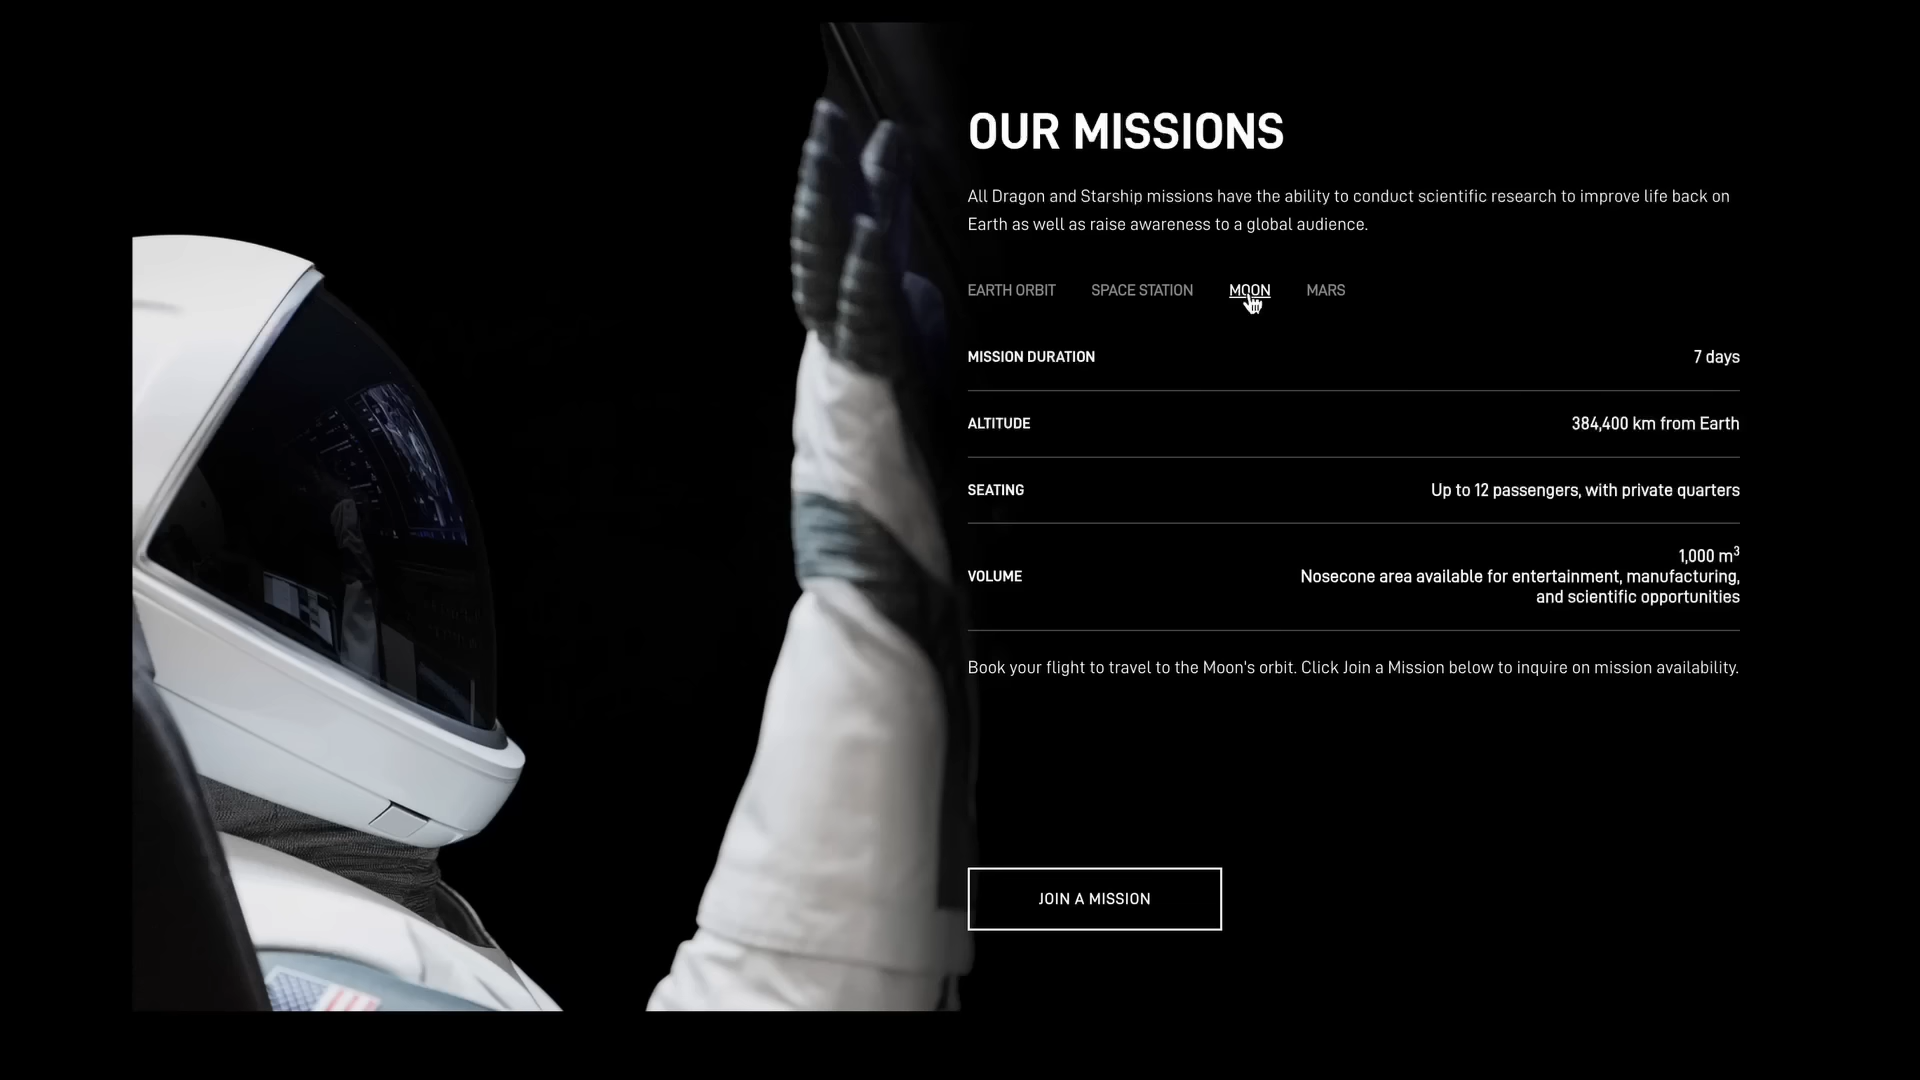 OUR MISSIONS
All Dragon and Starship missions have the ability to conduct scientific research to improve life back on
Earth as well as raise awareness to a global audience.
EARTH ORBIT SPACE STATION MOON MARS
MISSION DURATION 7 days
ALTITUDE 384,400 km from Earth
SEATING Up to 12 passengers, with private quarters
VOLUME 1,000 m³
Nosecone area available for entertainment, manufacturing,
and scientific opportunities
Book your flight to travel to the Moon's orbit. Click Join a Mission below to inquire on mission availability.
JOIN A MISSION